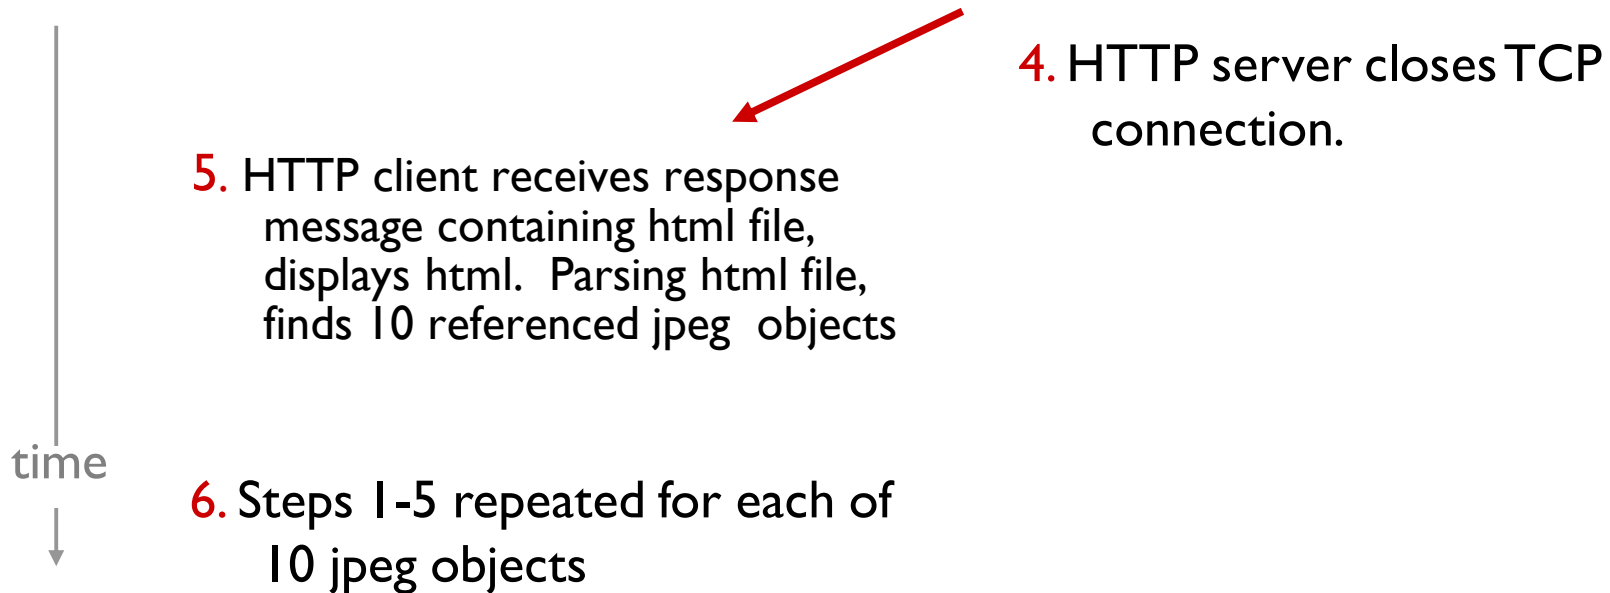 4. HTTP server closes TCP
connection.
5. HTTP client receives response
message containing html file,
displays html.  Parsing html file,
finds 10 referenced jpeg  objects
time
6. Steps 1-5 repeated for each of
10 jpeg objects